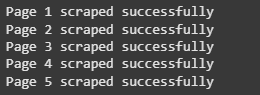 Page 1 scraped successfully
Page 2 scraped successfully
Page 3 scraped successfully
Page 4 scraped successfully
Page 5 scraped successfully